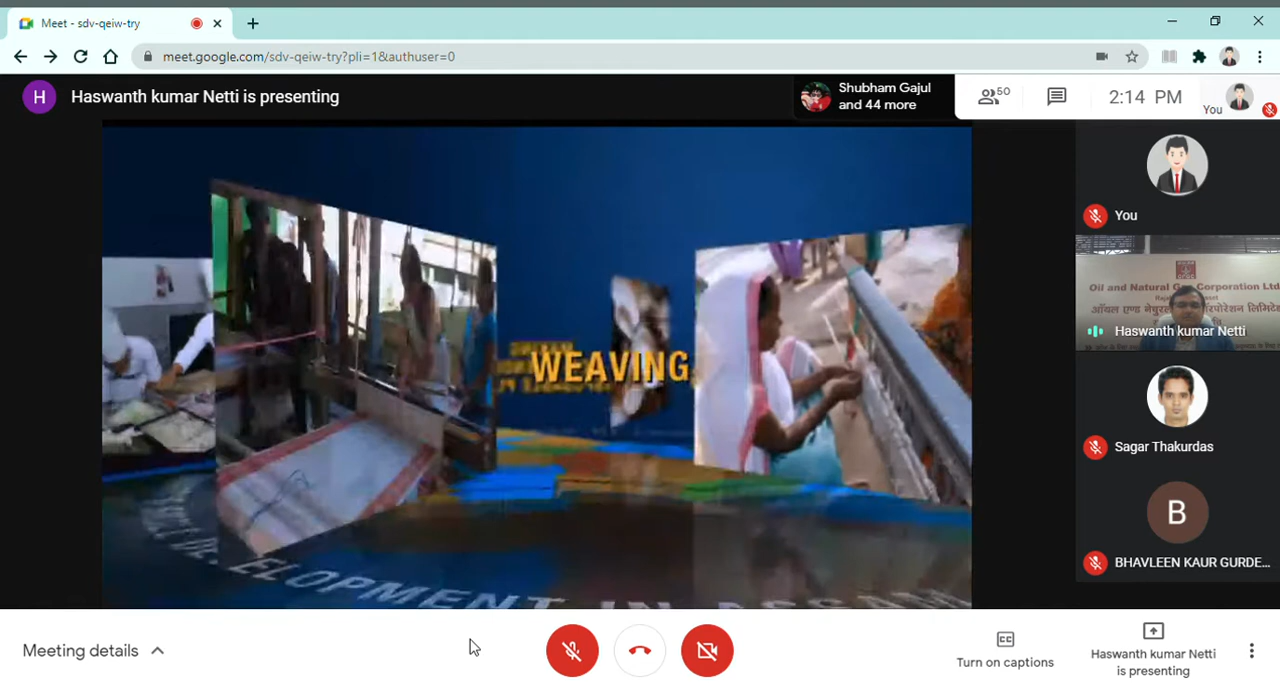 Meet - sdv-qeiw-try
meet.google.com/sdv-qeiw-try?pli=1&authuser=0
H
Haswanth kumar Netti is presenting
Shubham Gajul
and 44 more
50
2:14 PM
You
You
WEAVING
Oil and Natural Gas Corporation Ltd
Haswanth kumar Netti
Sagar Thakurdas
B
BHAVLEEN KAUR GURDE...
ELOPMENT IN ASSAM
Meeting details
CC
Turn on captions
Haswanth kumar Netti
is presenting